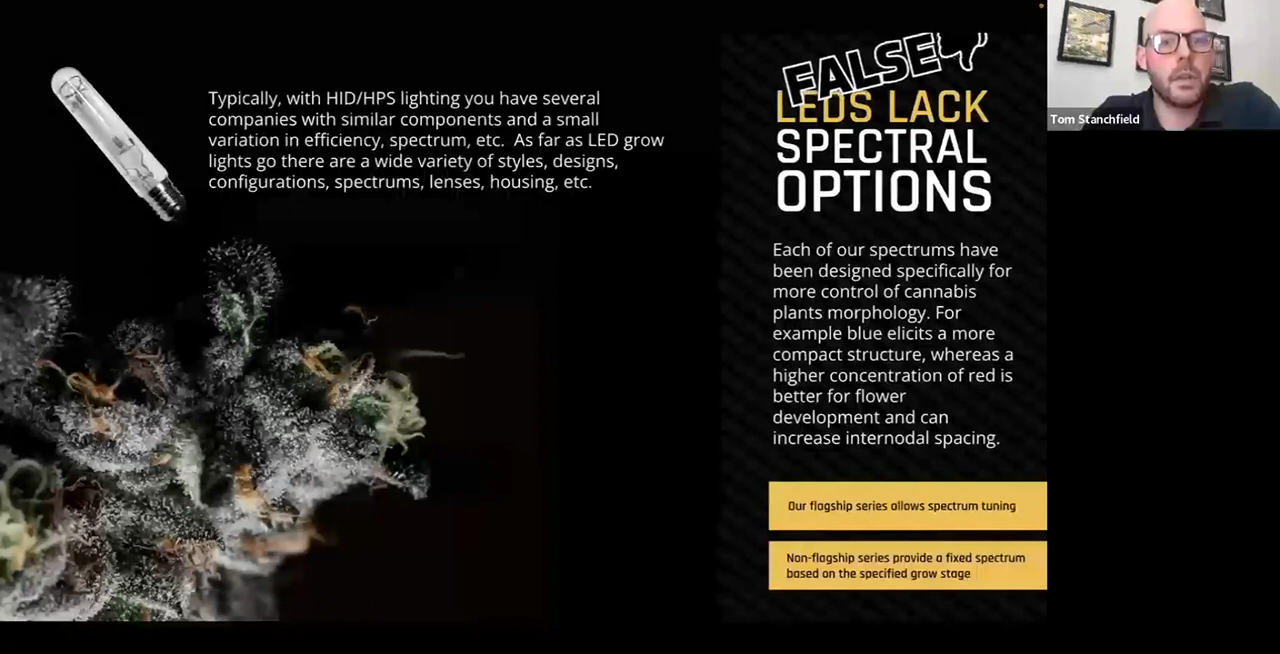 Typically, with HID/HPS lighting you have several
companies with similar components and a small
variation in efficiency, spectrum, etc. As far as LED grow
lights go there are a wide variety of styles, designs,
configurations, spectrums, lenses, housing, etc.
FALSE
LEDS LACK
SPECTRAL
OPTIONS
Each of our spectrums have
been designed specifically for
more control of cannabis
plants morphology. For
example blue elicits a more
compact structure, whereas a
higher concentration of red is
better for flower
development and can
increase internodal spacing.
Our flagship series allows spectrum tuning
Non-flagship series provide a fixed spectrum
based on the specified grow stage
Tom Stanchfield